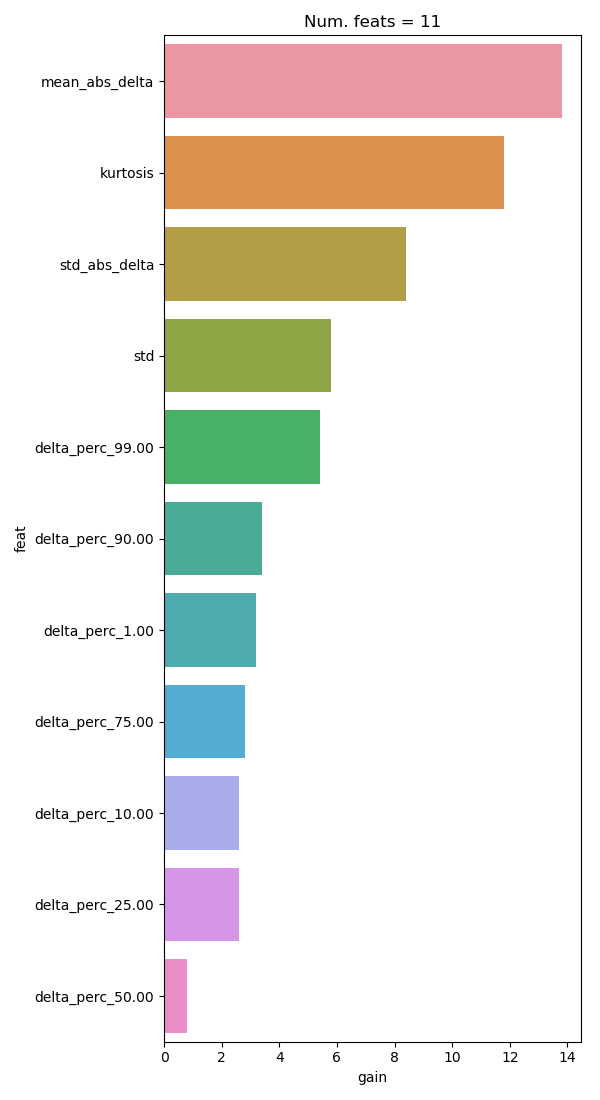 Num. feats = 11
mean_abs_delta
kurtosis
std_abs_delta
std
delta_perc_99.00
delta_perc_90.00
delta_perc_1.00
delta_perc_75.00
delta_perc_10.00
delta_perc_25.00
delta_perc_50.00
feat
0 2 4 6 8 10 12 14
gain